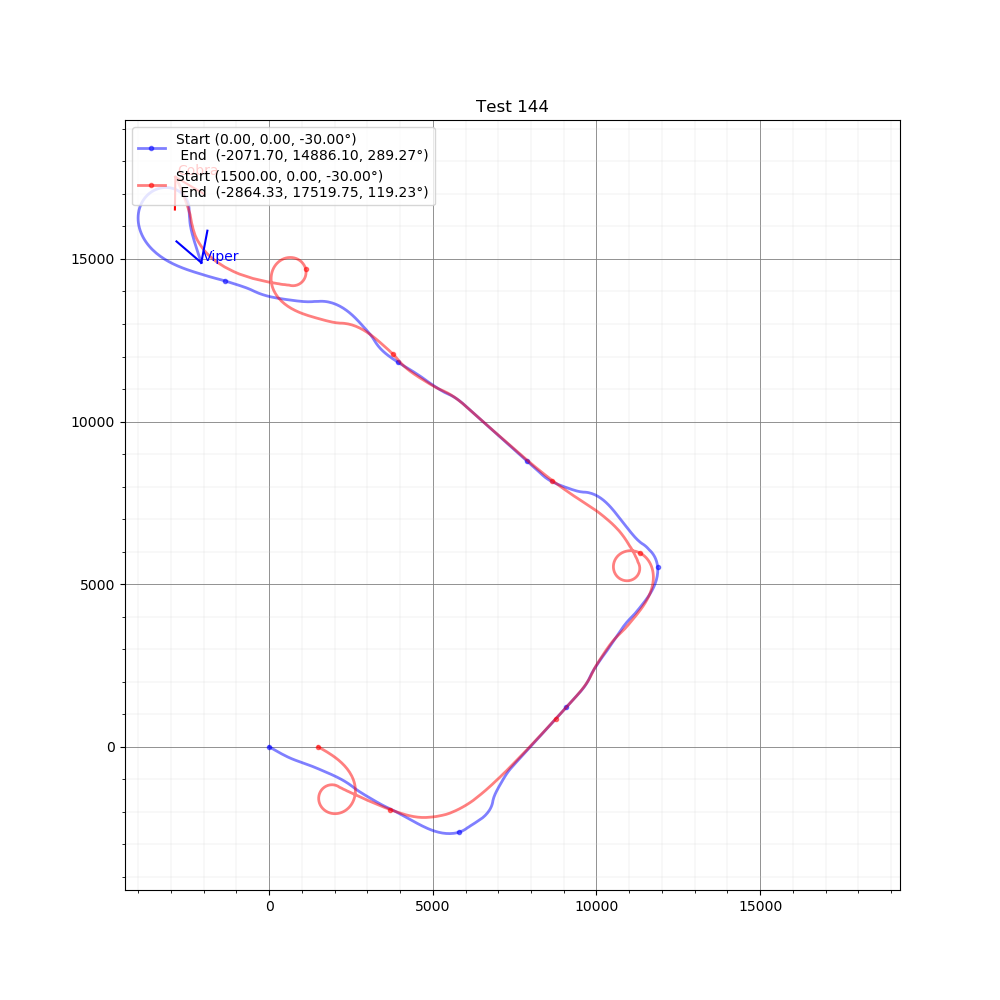 Test 144
Start (0.00, 0.00, -30.00°)
End (-2071.70, 14886.10, 289.27°)
Start (1500.00, 0.00, -30.00°)
End (-2864.33, 17519.75, 119.23°)
Cobra
Viper
15000
10000
5000
0
0
5000
10000
15000